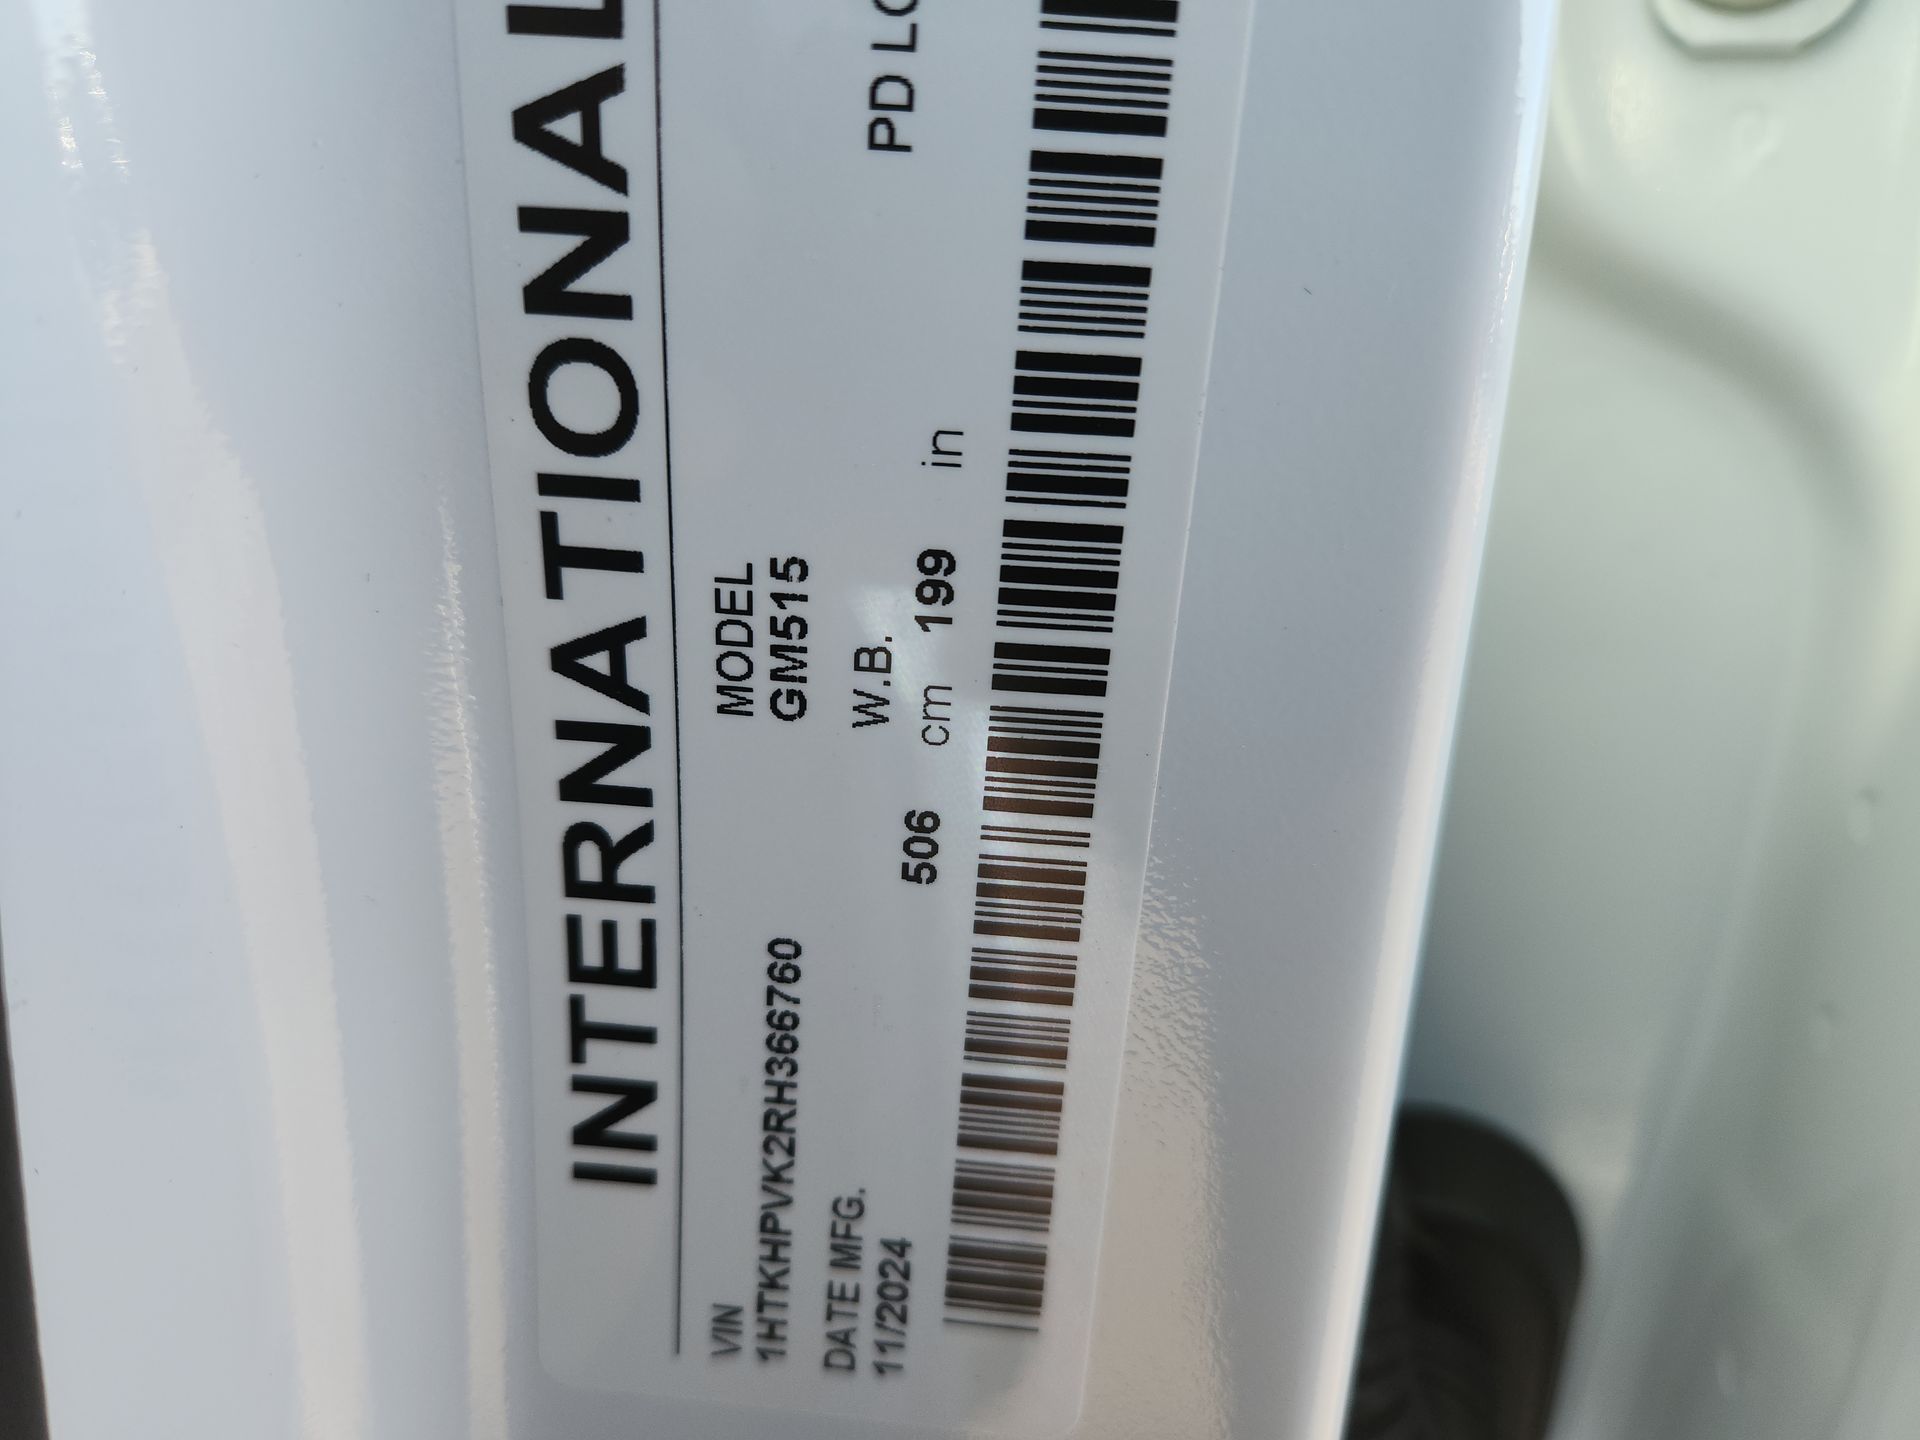 INTERNATIONAL
VIN
1HTKHPVK2RH366760
MODEL
GM515
DATE MFG.
11/2024
W.B.
506 cm 199 in
PD LO